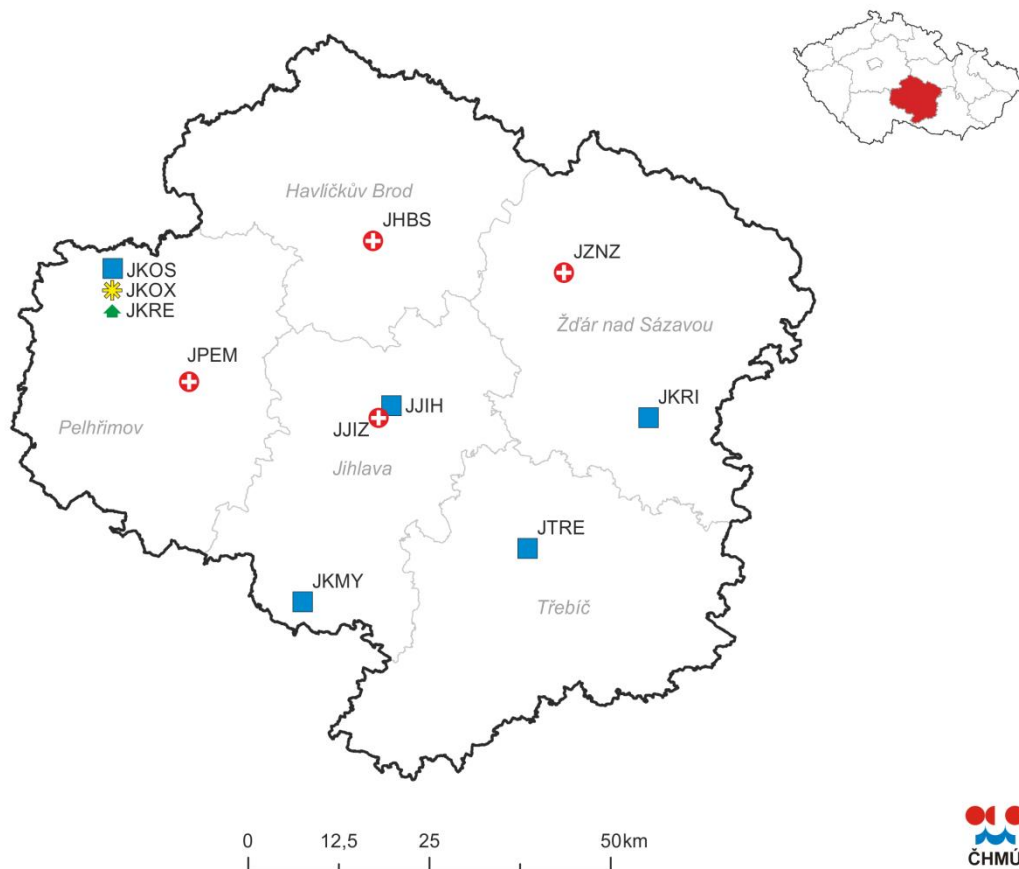 Havlíčkův Brod
JHBS
JZNZ
JKOS
JKOX
JKRE
Žďár nad Sázavou
JPEM
JJIH
JKRI
JJIZ
Pelhřimov
Jihlava
JTRE
JKMY
Třebíč
0 12,5 25 50km
ČHMÚ